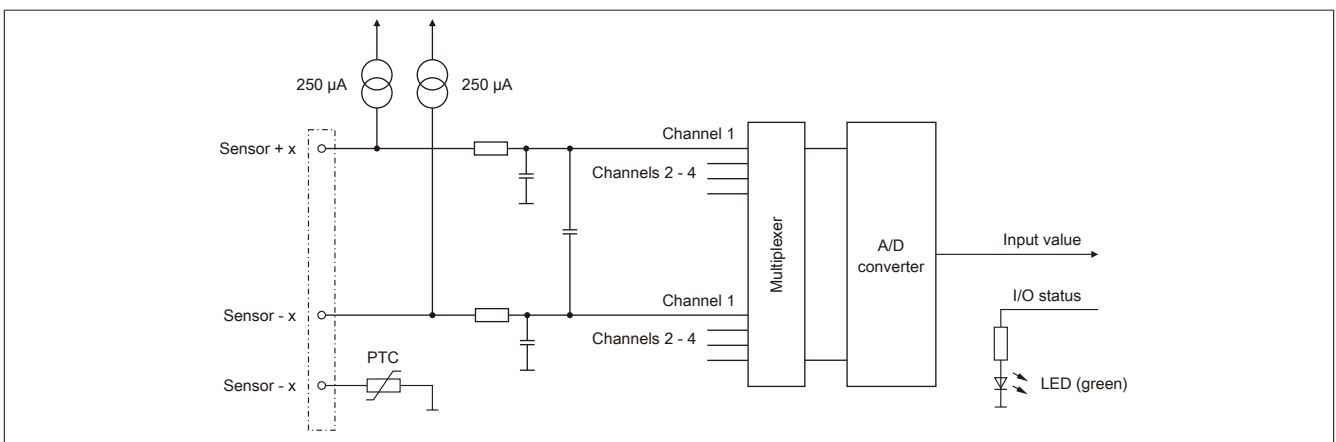 250 µA
250 µA
Sensor + x
Channel 1
Channels 2 - 4
Multiplexer
A/D
converter
Input value
I/O status
Sensor - x
Channel 1
Channels 2 - 4
PTC
Sensor - x
LED (green)